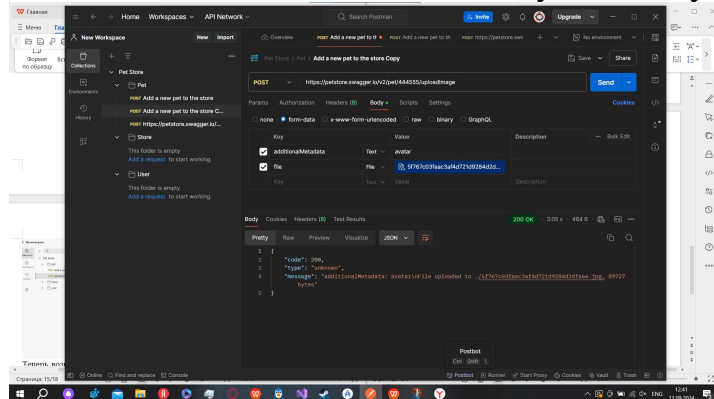 W Главная
Меню
Формат по образцу
Home Workspaces API Network
Search Postman
Invite
Upgrade
New Workspace
New Import
Overview
POST Add a new pet to th
POST Add a new pet to th
POST https://petstore.swa
No environment
Collections
Environments
History
Pet Store
Pet
POST Add a new pet to the store
POST Add a new pet to the store C...
POST https://petstore.swagger.io/...
Store
This folder is empty
Add a request to start working.
User
This folder is empty
Add a request to start working.
Pet Store / Pet / Add a new pet to the store Copy
Save
Share
POST
https://petstore.swagger.io/v2/pet/444555/uploadImage
Send
Params Authorization Headers (8) Body Scripts Settings
Cookies
none form-data x-www-form-urlencoded raw binary GraphQL
Key Value Description Bulk Edit
additionalMetadata Text avatar
file File 5f767c03faac3af4d721d9284d2d...
Key Text Value Description
Body Cookies Headers (8) Test Results
200 OK 3.05 s 464 B
Pretty Raw Preview Visualize JSON
1 {
2 "code": 200,
3 "type": "unknown",
4 "message": "additionalMetadata: avatar\nFile uploaded to ./5f767c03faac3af4d721d9284d2dfa6e.jpg, 89727
bytes"
5 }
Postbot
Ctrl Shift \
Online Find and replace Console
Postbot Runner Start Proxy Cookies Vault Trash
Страница: 15/18
ENG
12:41
13.09.2024